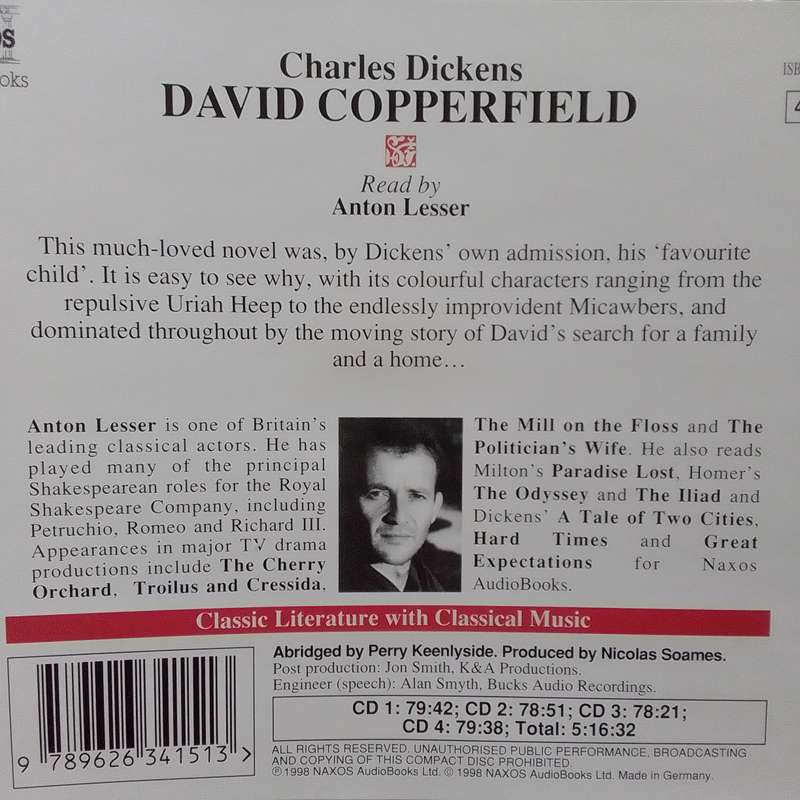 OS
oks
Charles Dickens
DAVID COPPERFIELD
ISB
4
Read by
Anton Lesser
This much-loved novel was, by Dickens' own admission, his 'favourite
child'. It is easy to see why, with its colourful characters ranging from the
repulsive Uriah Heep to the endlessly improvident Micawbers, and
dominated throughout by the moving story of David's search for a family
and a home…
Anton Lesser is one of Britain's
leading classical actors. He has
played many of the principal
Shakespearean roles for the Royal
Shakespeare Company, including
Petruchio, Romeo and Richard III.
Appearances in major TV drama
productions include The Cherry
Orchard, Troilus and Cressida,
The Mill on the Floss and The
Politician's Wife. He also reads
Milton's Paradise Lost, Homer's
The Odyssey and The Iliad and
Dickens' A Tale of Two Cities,
Hard Times and Great
Expectations for Naxos
AudioBooks.
Classic Literature with Classical Music
Abridged by Perry Keenlyside. Produced by Nicolas Soames.
Post production: Jon Smith, K&A Productions.
Engineer (speech): Alan Smyth, Bucks Audio Recordings.
CD 1: 79:42; CD 2: 78:51; CD 3: 78:21;
CD 4: 79:38; Total: 5:16:32
ALL RIGHTS RESERVED. UNAUTHORISED PUBLIC PERFORMANCE, BROADCASTING
AND COPYING OF THIS COMPACT DISC PROHIBITED.
℗ 1998 NAXOS AudioBooks Ltd. © 1998 NAXOS AudioBooks Ltd. Made in Germany.
9 789626 341513 >